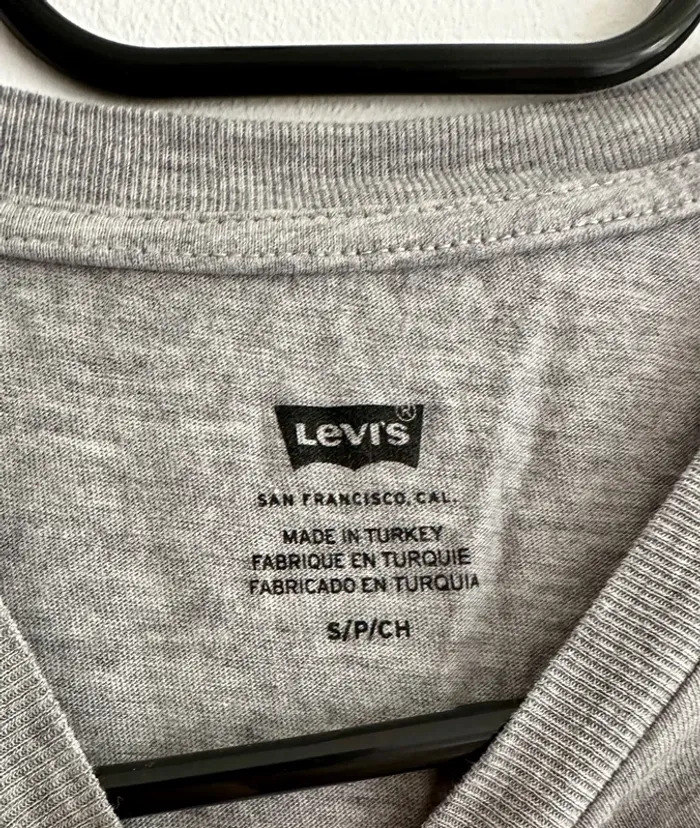 Levi's®
SAN FRANCISCO, CAL.
MADE IN TURKEY
FABRIQUE EN TURQUIE
FABRICADO EN TURQUIA
S/P/CH